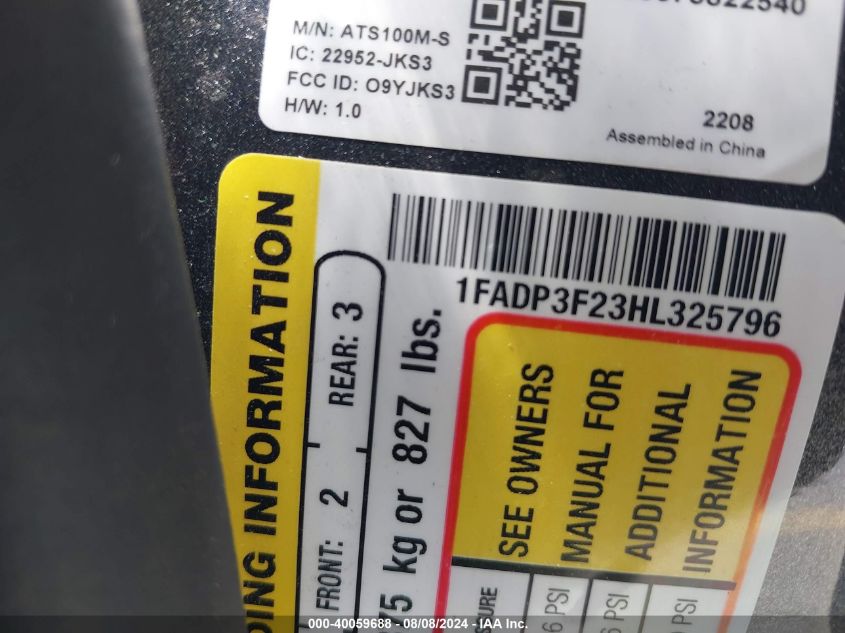 M/N: ATS100M-S
IC: 22952-JKS3
FCC ID: O9YJKS3
H/W: 1.0
2208
Assembled in China
INFORMATION
FRONT: 2 REAR: 3
kg or 827 lbs.
1FADP3F23HL325796
SEE OWNERS
MANUAL FOR
ADDITIONAL
INFORMATION
PSI
PSI
PSI
000-40059688 - 08/08/2024 - IAA Inc.